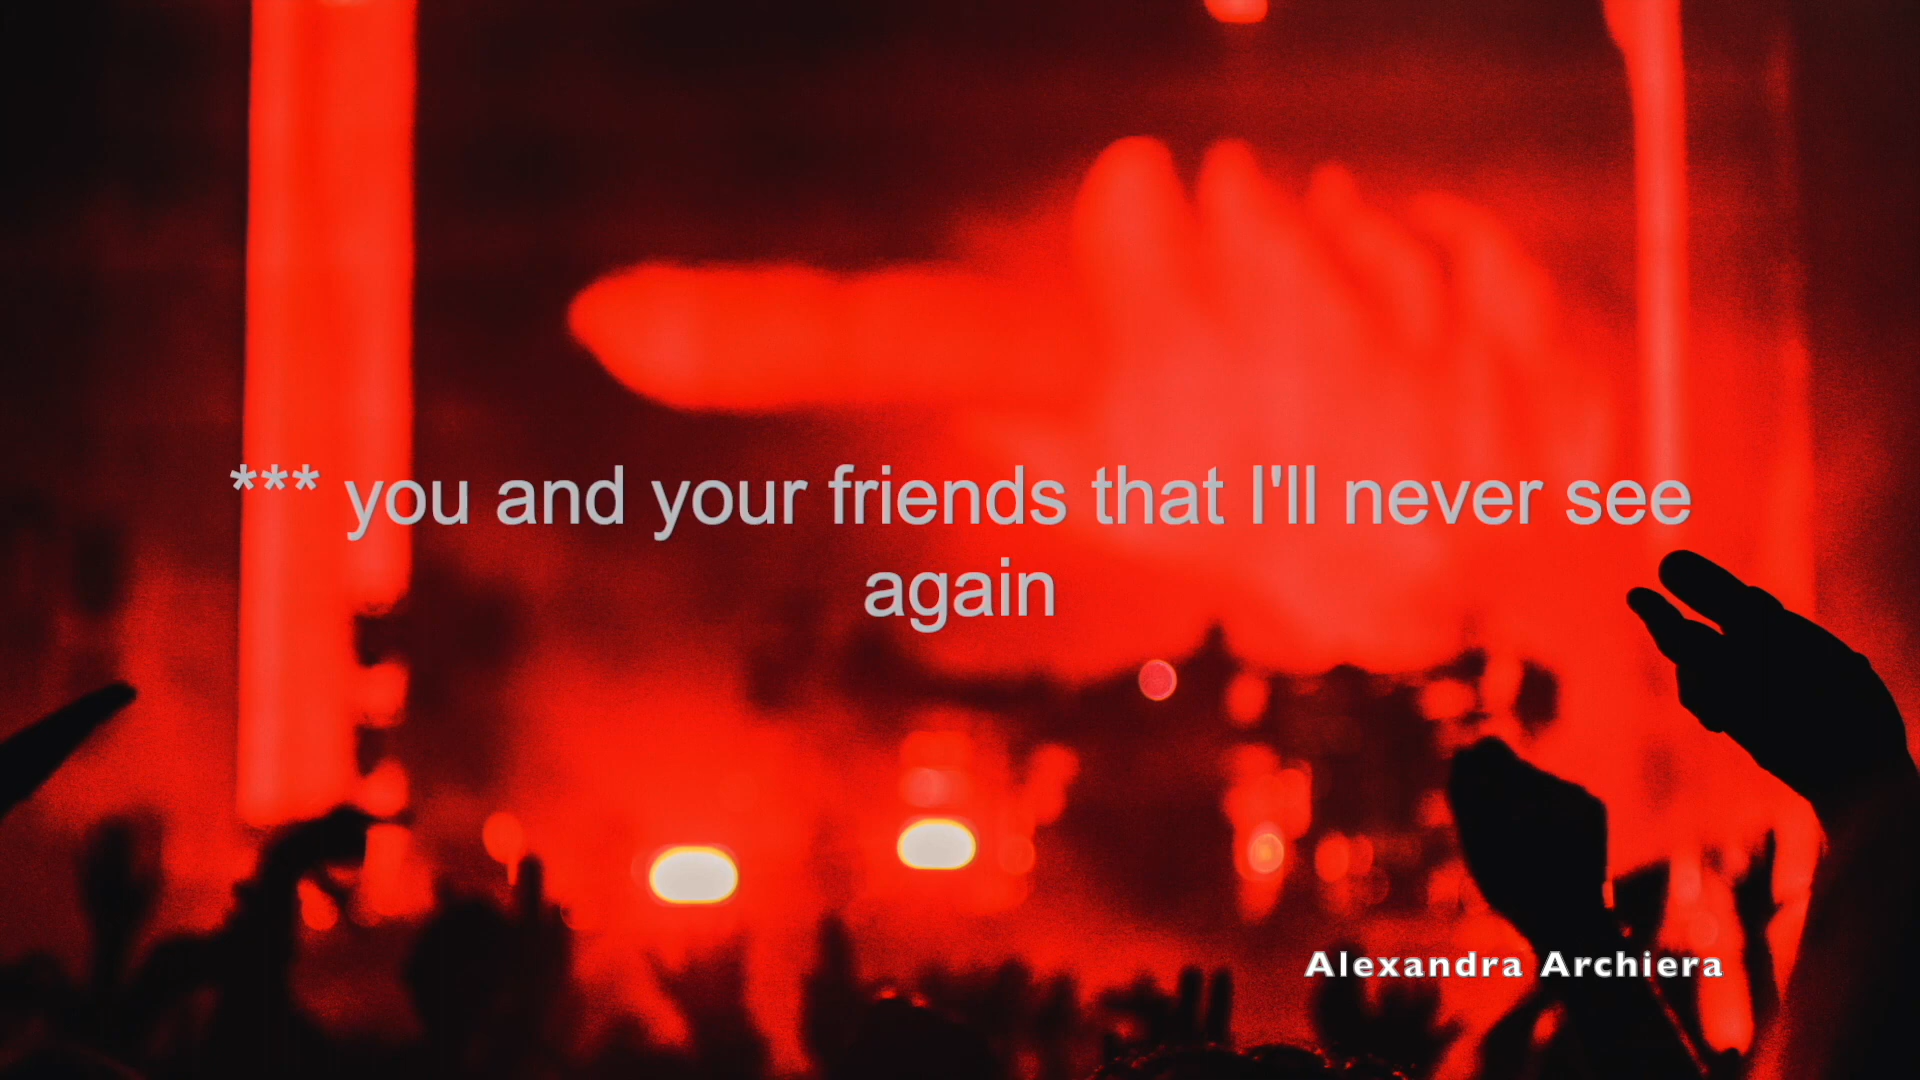 *** you and your friends that I'll never see
again
Alexandra Archiera